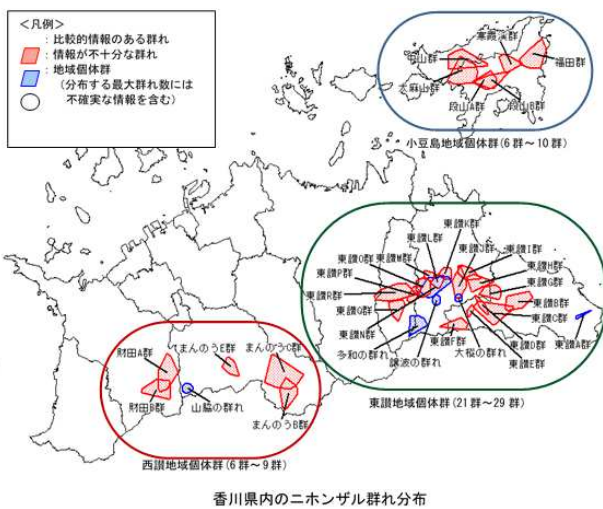 <凡例>
: 比較的情報のある群れ
: 情報が不十分な群れ
: 地域個体群
(分布する最大群れ数には
不確実な情報を含む)
寒霞渓群
中山群
福田群
太麻山群
段山A群
段山B群
小豆島地域個体群(6群～10群)
東讃K群
東讃L群
東讃J群
東讃O群
東讃M群
東讃I群
東讃P群
東讃H群
東讃R群
東讃G群
東讃Q群
東讃B群
東讃C群
東讃N群
東讃F群
東讃D群
東讃A群
多和の群れ
大桜の群れ
東讃E群
譲波の群れ
東讃地域個体群(21群～29群)
財田A群
まんのうE群
まんのうC群
財田B群
山脇の群れ
まんのうB群
西讃地域個体群(6群～9群)
香川県内のニホンザル群れ分布